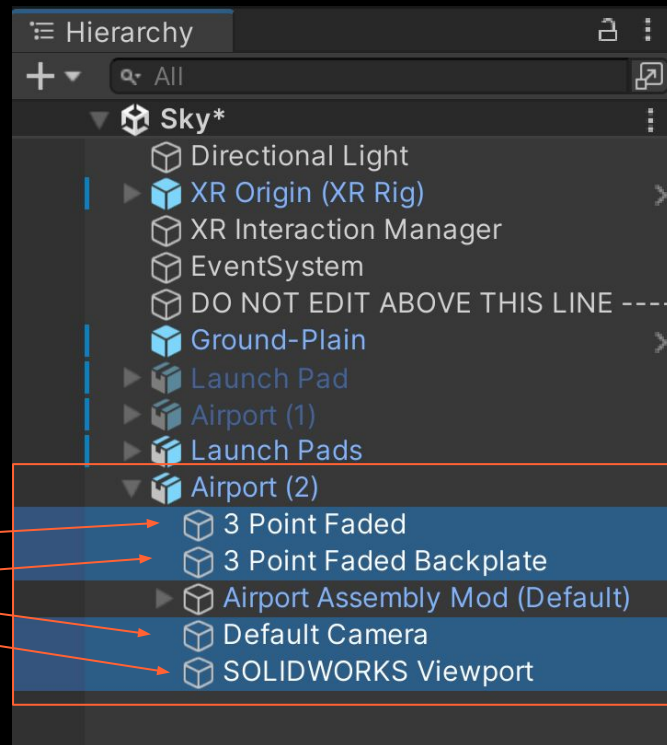 Hierarchy
All
Sky*
Directional Light
XR Origin (XR Rig)
XR Interaction Manager
EventSystem
DO NOT EDIT ABOVE THIS LINE ----
Ground-Plain
Launch Pad
Airport (1)
Launch Pads
Airport (2)
3 Point Faded
3 Point Faded Backplate
Airport Assembly Mod (Default)
Default Camera
SOLIDWORKS Viewport